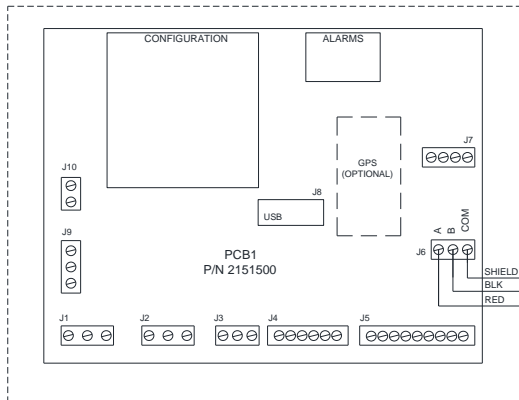 CONFIGURATION
ALARMS
J7
GPS
(OPTIONAL)
J10
J8
USB
A
B
COM
J9
J6
PCB1
P/N 2151500
SHIELD
BLK
RED
J1
J2
J3
J4
J5